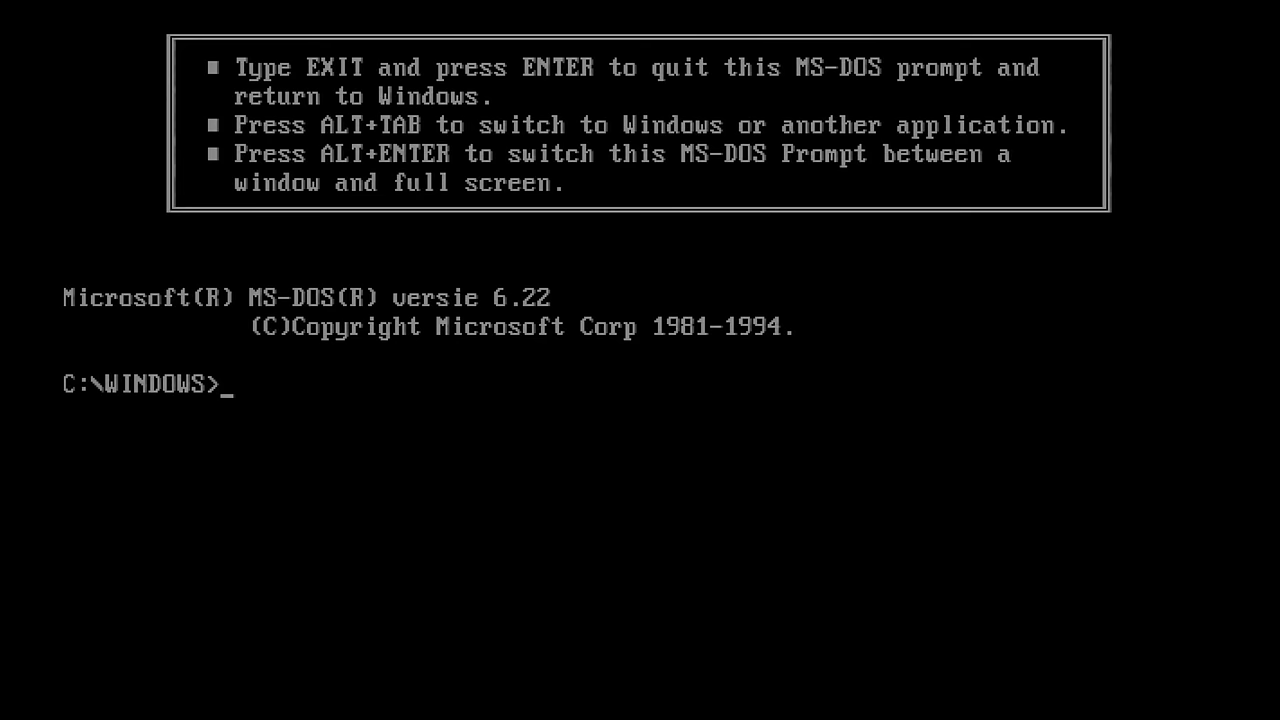 ■ Type EXIT and press ENTER to quit this MS-DOS prompt and
return to Windows.
■ Press ALT+TAB to switch to Windows or another application.
■ Press ALT+ENTER to switch this MS-DOS Prompt between a
window and full screen.
Microsoft(R) MS-DOS(R) versie 6.22
(C)Copyright Microsoft Corp 1981-1994.
C:\WINDOWS>_